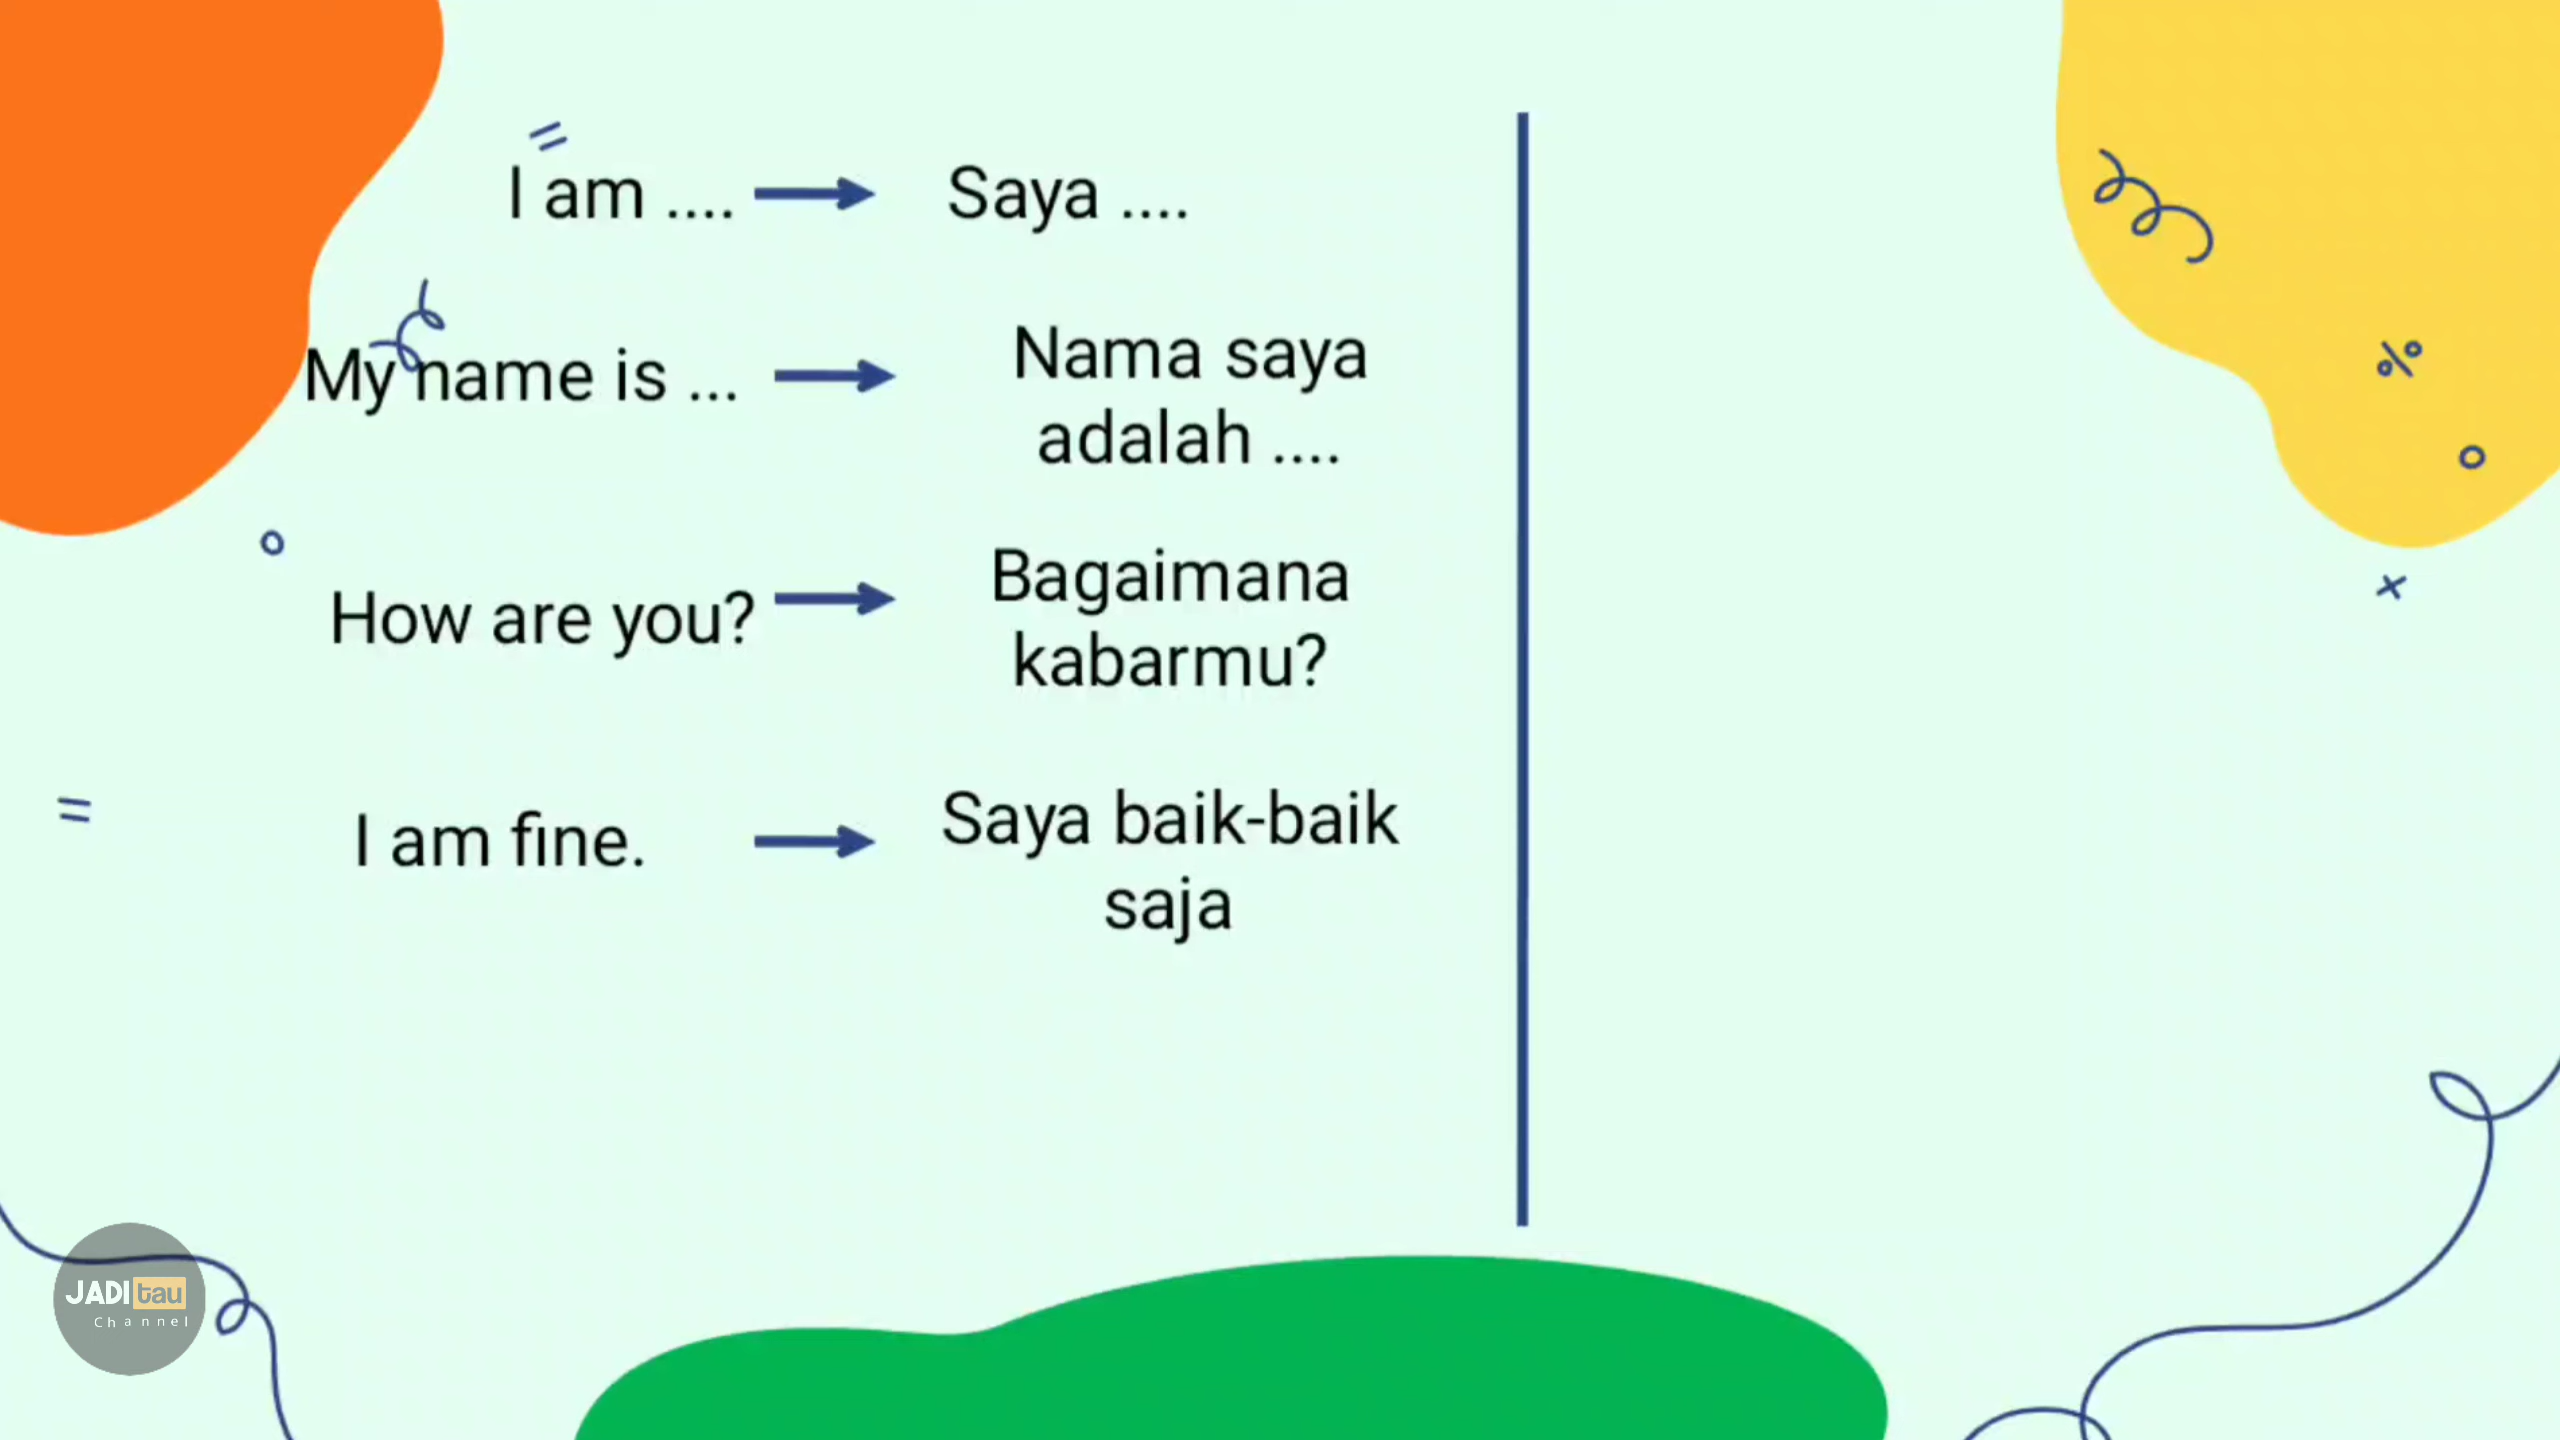 I am .... Saya ....
My name is ... Nama saya
adalah ....
How are you? Bagaimana
kabarmu?
I am fine. Saya baik-baik
saja
JADI tau
Channel